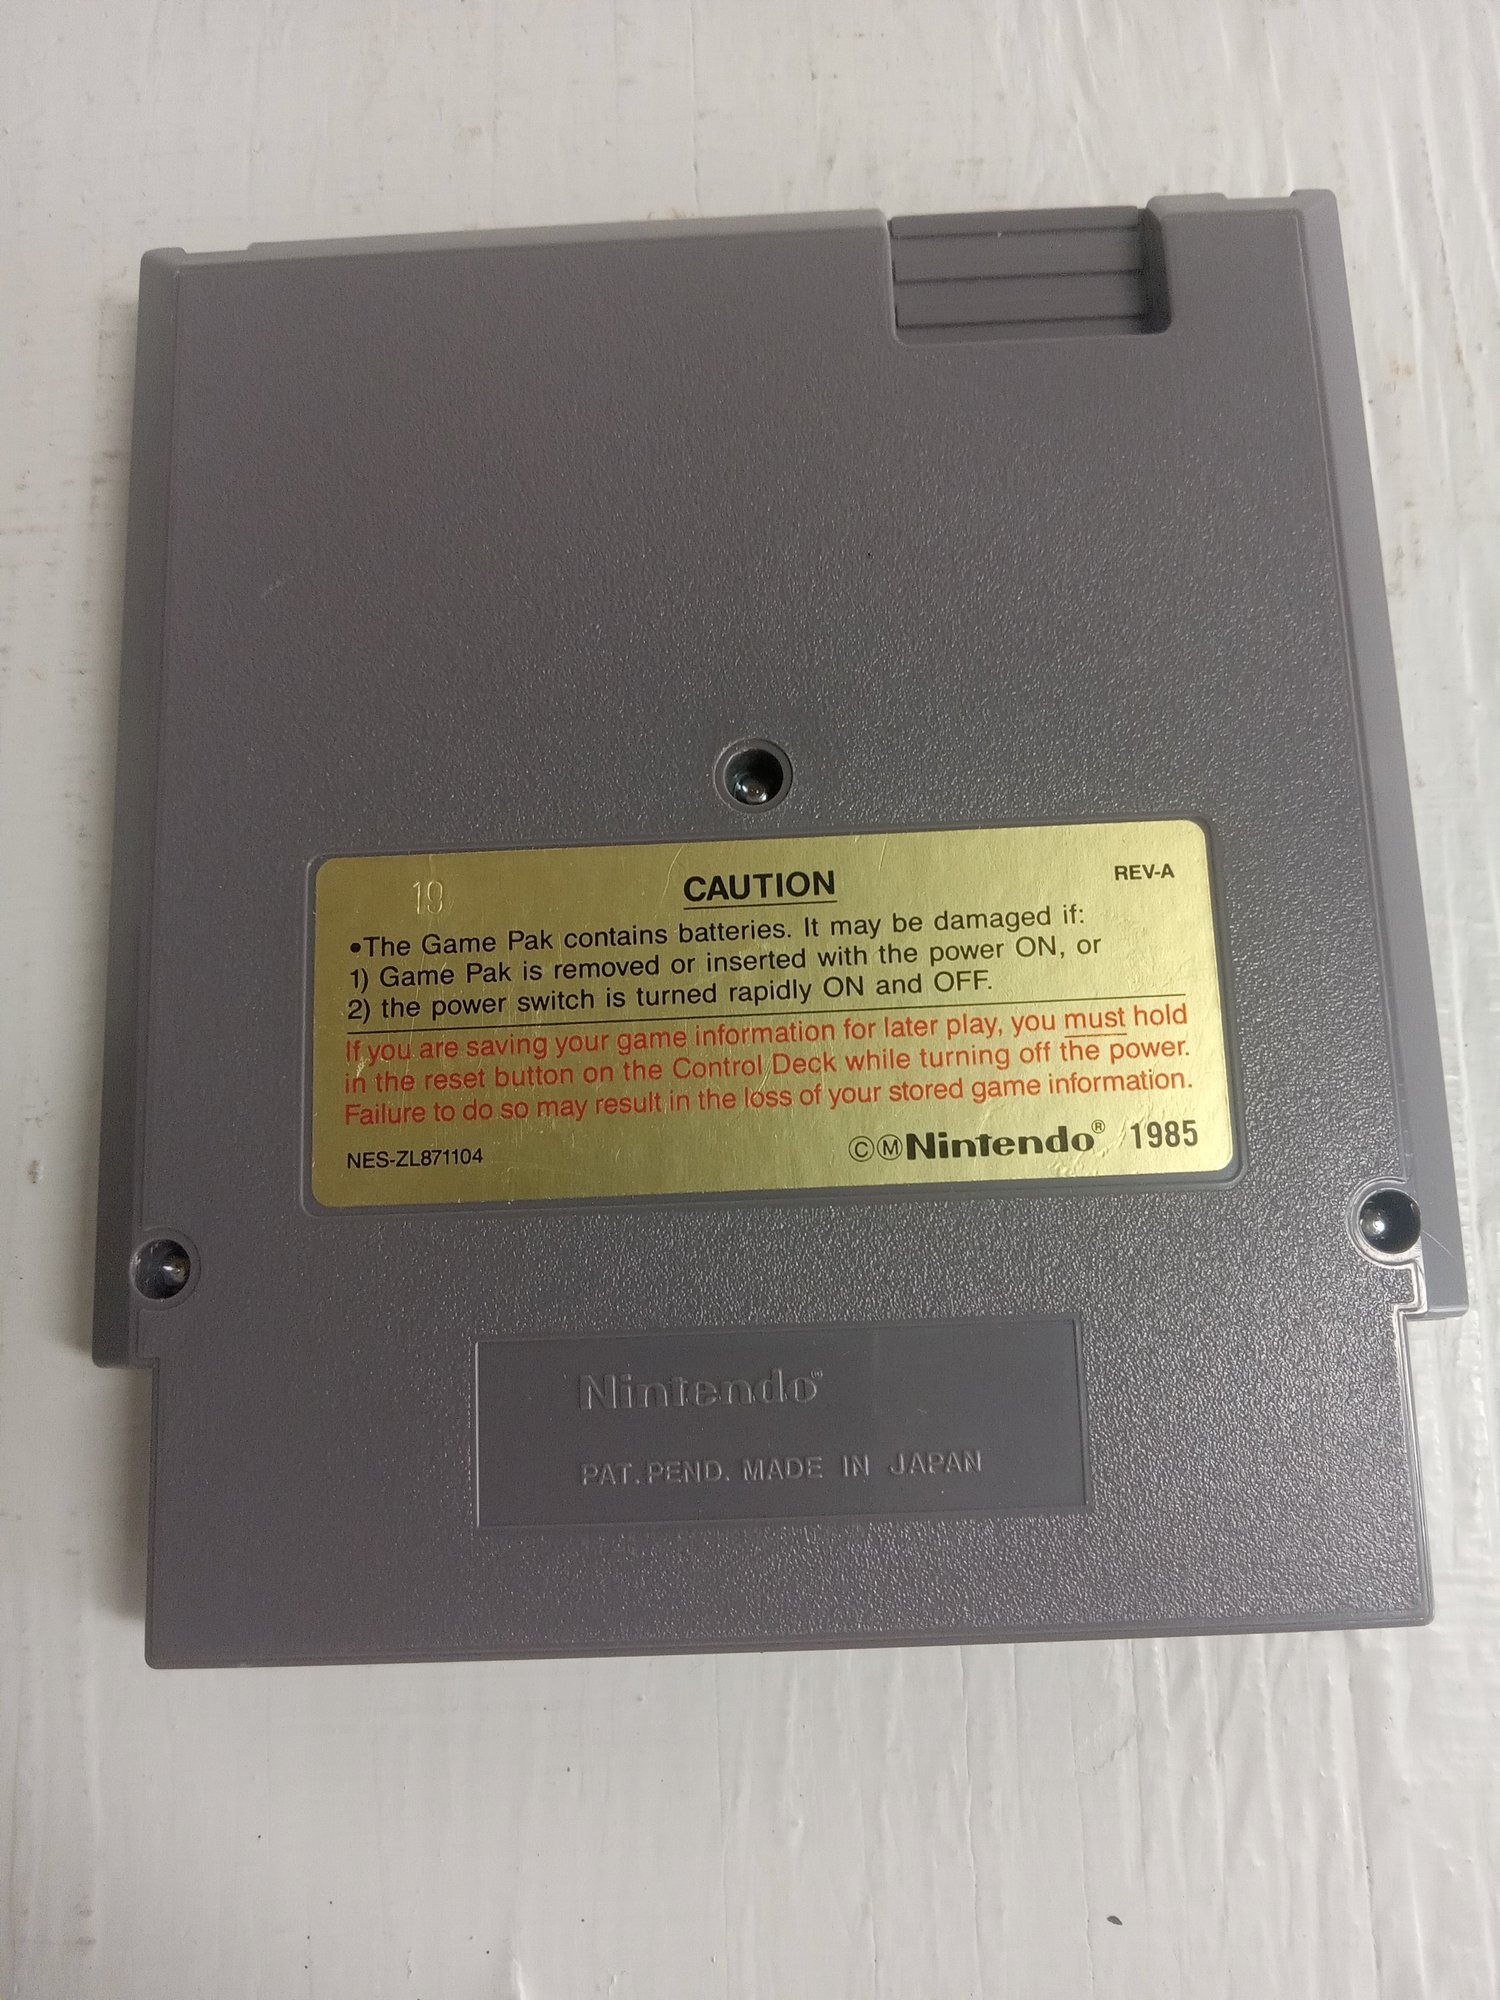 10
CAUTION
REV-A
•The Game Pak contains batteries. It may be damaged if:
1) Game Pak is removed or inserted with the power ON, or
2) the power switch is turned rapidly ON and OFF.
If you are saving your game information for later play, you must hold
in the reset button on the Control Deck while turning off the power.
Failure to do so may result in the loss of your stored game information.
NES-ZL871104
ⒸⓂNintendo® 1985
Nintendo®
PAT. PEND. MADE IN JAPAN